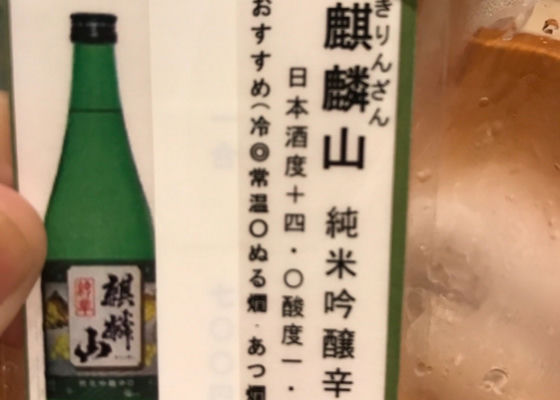 きりんざん
麒麟山 純米吟醸辛
日本酒度十四・〇酸度一・
おすすめ(冷◎常温〇ぬる燗・あつ燗
麒麟山